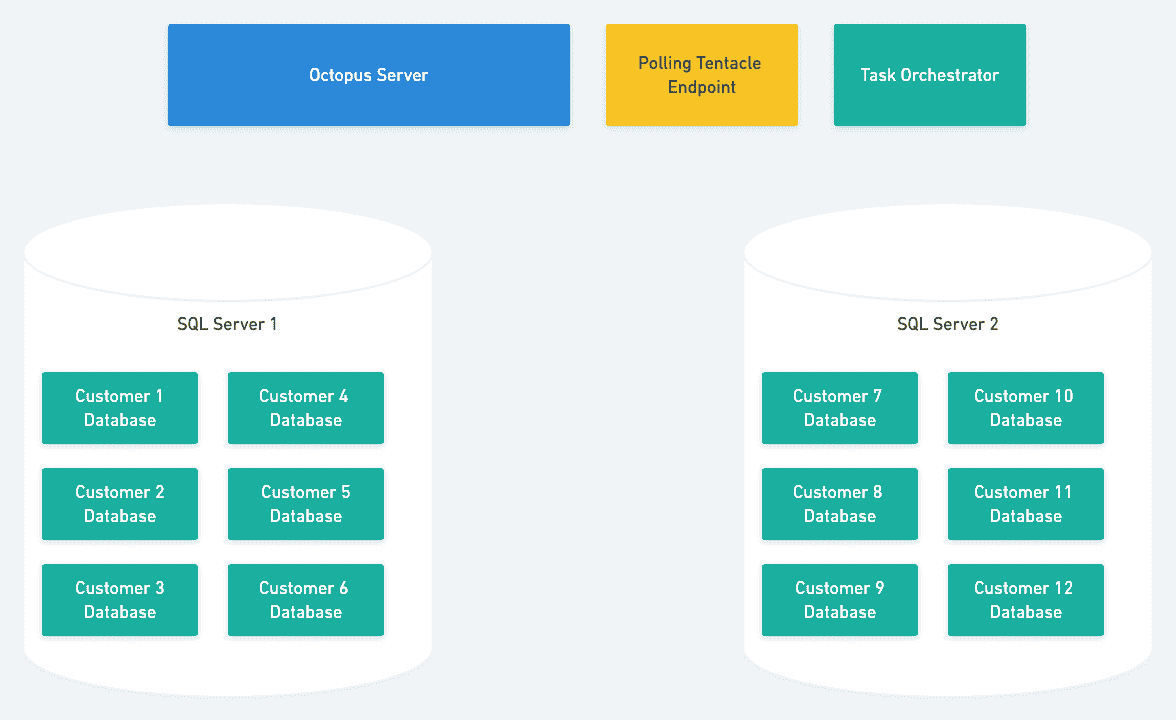 Octopus Server
Polling Tentacle
Endpoint
Task Orchestrator
SQL Server 1
Customer 1
Database
Customer 4
Database
Customer 2
Database
Customer 5
Database
Customer 3
Database
Customer 6
Database
SQL Server 2
Customer 7
Database
Customer 10
Database
Customer 8
Database
Customer 11
Database
Customer 9
Database
Customer 12
Database